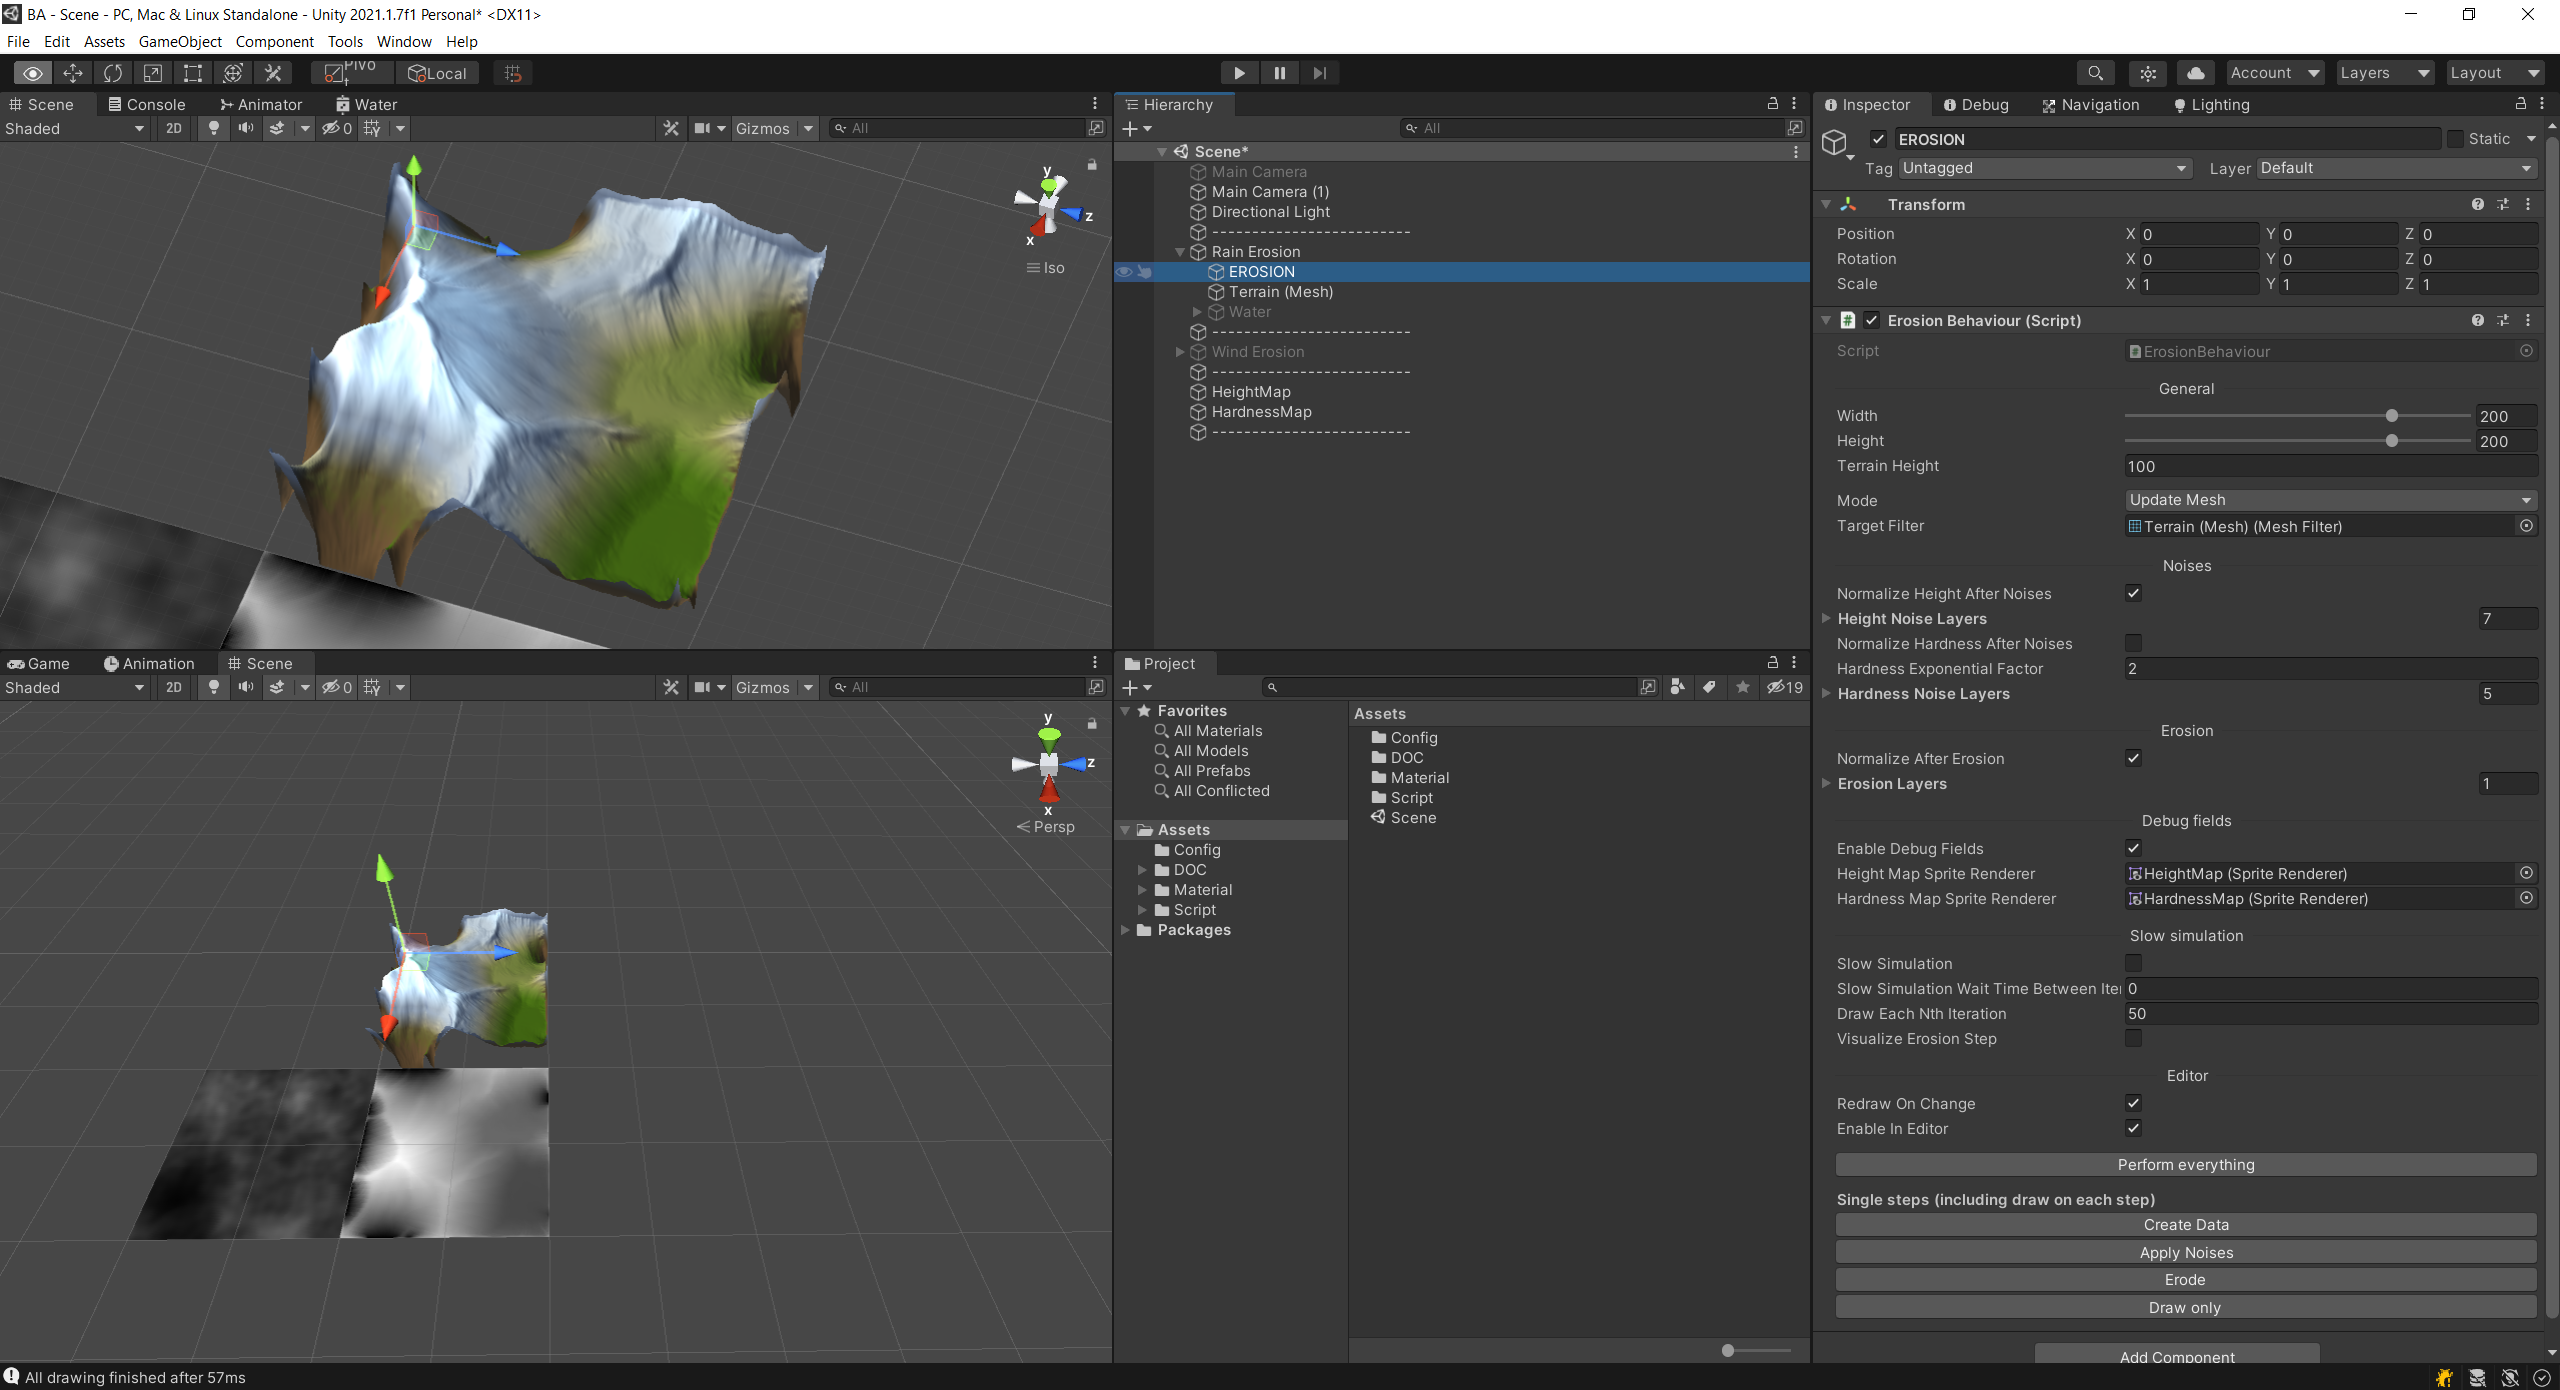 BA - Scene - PC, Mac & Linux Standalone - Unity 2021.1.7f1 Personal* <DX11>
File Edit Assets GameObject Component Tools Window Help
Pivot Local Account Layers Layout
Scene Console Animator Water
Shaded 2D 0 Gizmos All
y
z
x
Iso
Game Animation Scene
Shaded 2D 0 Gizmos All
y
z
x
Persp
Hierarchy
All
Scene*
Main Camera
Main Camera (1)
Directional Light
-------------------------
Rain Erosion
EROSION
Terrain (Mesh)
Water
-------------------------
Wind Erosion
-------------------------
HeightMap
HardnessMap
-------------------------
Project
19
Favorites
All Materials
All Models
All Prefabs
All Conflicted
Assets
Config
DOC
Material
Script
Packages
Assets
Config
DOC
Material
Script
Scene
Inspector Debug Navigation Lighting
EROSION Static
Tag Untagged Layer Default
Transform
Position X 0 Y 0 Z 0
Rotation X 0 Y 0 Z 0
Scale X 1 Y 1 Z 1
# Erosion Behaviour (Script)
Script ErosionBehaviour
General
Width 200
Height 200
Terrain Height 100
Mode Update Mesh
Target Filter Terrain (Mesh) (Mesh Filter)
Noises
Normalize Height After Noises
Height Noise Layers 7
Normalize Hardness After Noises
Hardness Exponential Factor 2
Hardness Noise Layers 5
Erosion
Normalize After Erosion
Erosion Layers 1
Debug fields
Enable Debug Fields
Height Map Sprite Renderer HeightMap (Sprite Renderer)
Hardness Map Sprite Renderer HardnessMap (Sprite Renderer)
Slow simulation
Slow Simulation
Slow Simulation Wait Time Between Iter 0
Draw Each Nth Iteration 50
Visualize Erosion Step
Editor
Redraw On Change
Enable In Editor
Perform everything
Single steps (including draw on each step)
Create Data
Apply Noises
Erode
Draw only
Add Component
All drawing finished after 57ms